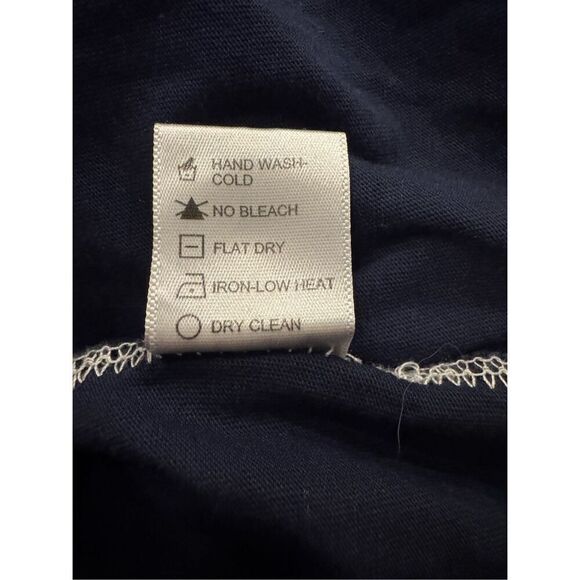 HAND WASH-
COLD
NO BLEACH
FLAT DRY
IRON-LOW HEAT
DRY CLEAN